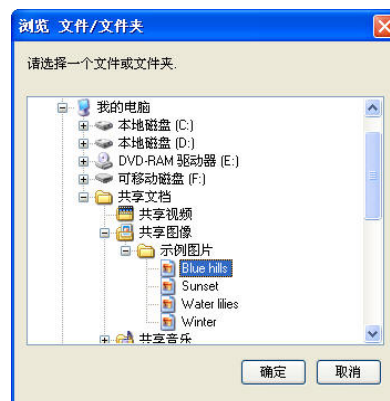 浏览 文件/文件夹
请选择一个文件或文件夹.
我的电脑
本地磁盘 (C:)
本地磁盘 (D:)
DVD-RAM 驱动器 (E:)
可移动磁盘 (F:)
共享文档
共享视频
共享图像
示例图片
Blue hills
Sunset
Water lilies
Winter
共享音乐
确定
取消